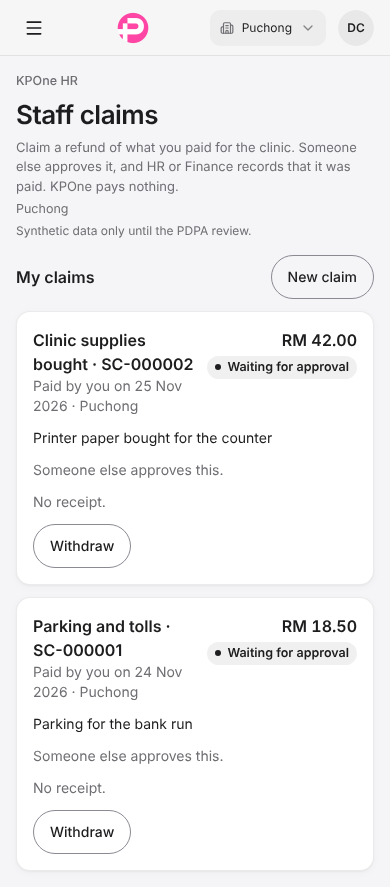 Puchong
DC
KPOne HR
Staff claims
Claim a refund of what you paid for the clinic. Someone
else approves it, and HR or Finance records that it was
paid. KPOne pays nothing.
Puchong
Synthetic data only until the PDPA review.
My claims
New claim
Clinic supplies
bought · SC-000002
RM 42.00
Waiting for approval
Paid by you on 25 Nov
2026 · Puchong
Printer paper bought for the counter
Someone else approves this.
No receipt.
Withdraw
Parking and tolls ·
SC-000001
RM 18.50
Waiting for approval
Paid by you on 24 Nov
2026 · Puchong
Parking for the bank run
Someone else approves this.
No receipt.
Withdraw